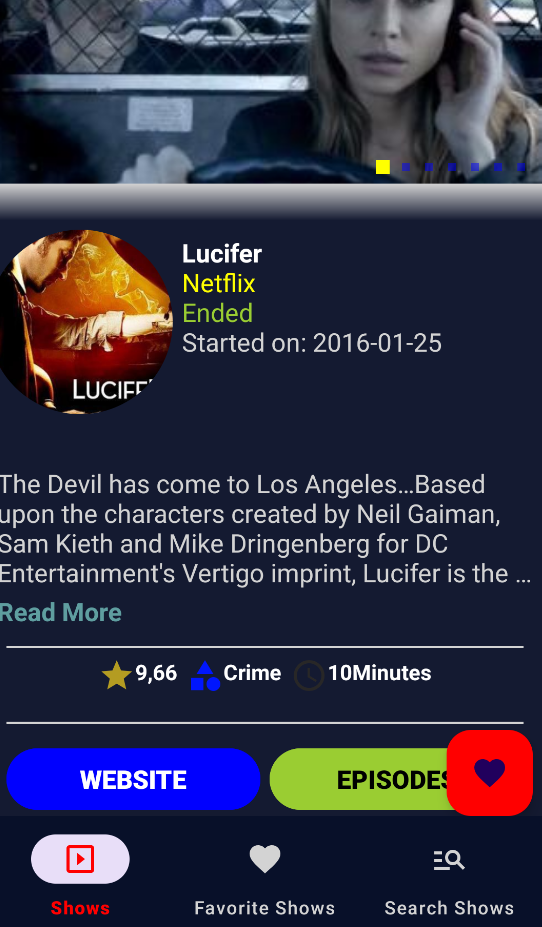 Lucifer
Netflix
Ended
Started on: 2016-01-25
LUCIFE
The Devil has come to Los Angeles...Based
upon the characters created by Neil Gaiman,
Sam Kieth and Mike Dringenberg for DC
Entertainment's Vertigo imprint, Lucifer is the ...
Read More
9,66 Crime 10Minutes
WEBSITE EPISODES
Shows Favorite Shows Search Shows